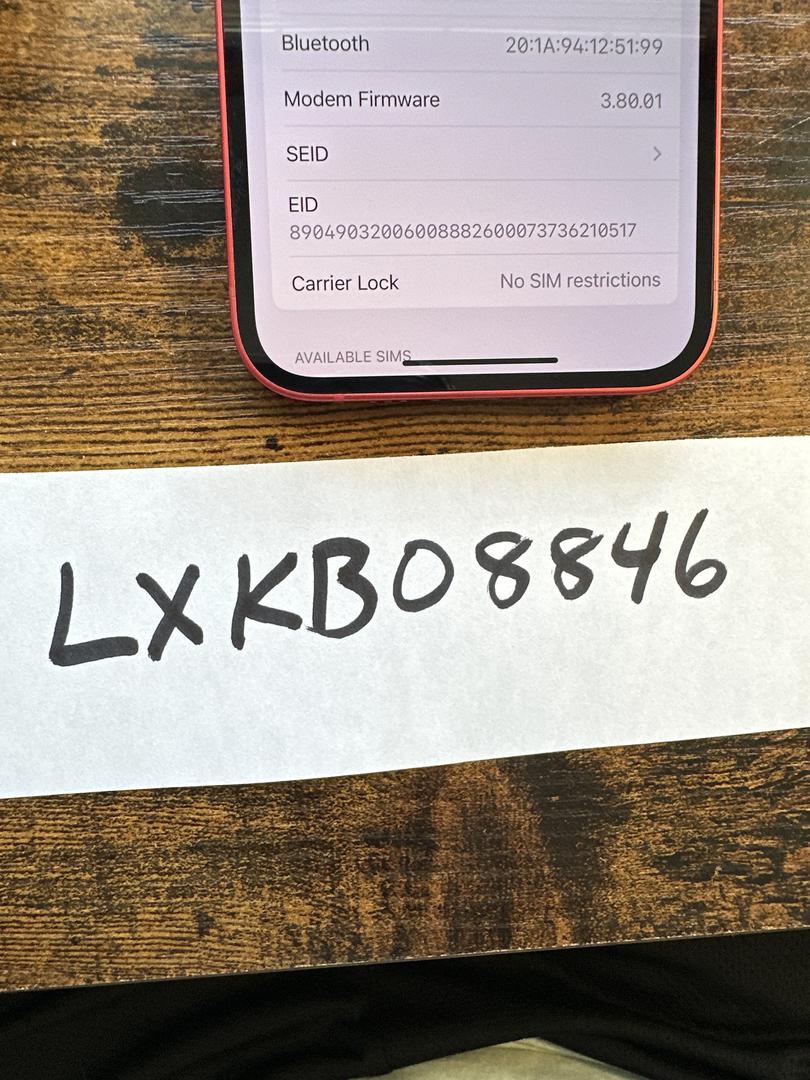 Bluetooth 20:1A:94:12:51:99
Modem Firmware 3.80.01
SEID
EID
89049032006008882600073736210517
Carrier Lock No SIM restrictions
AVAILABLE SIMS
LXKB08846